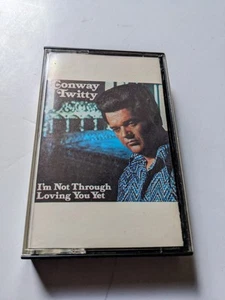 Conway
Twitty
I'm Not Through
Loving You Yet